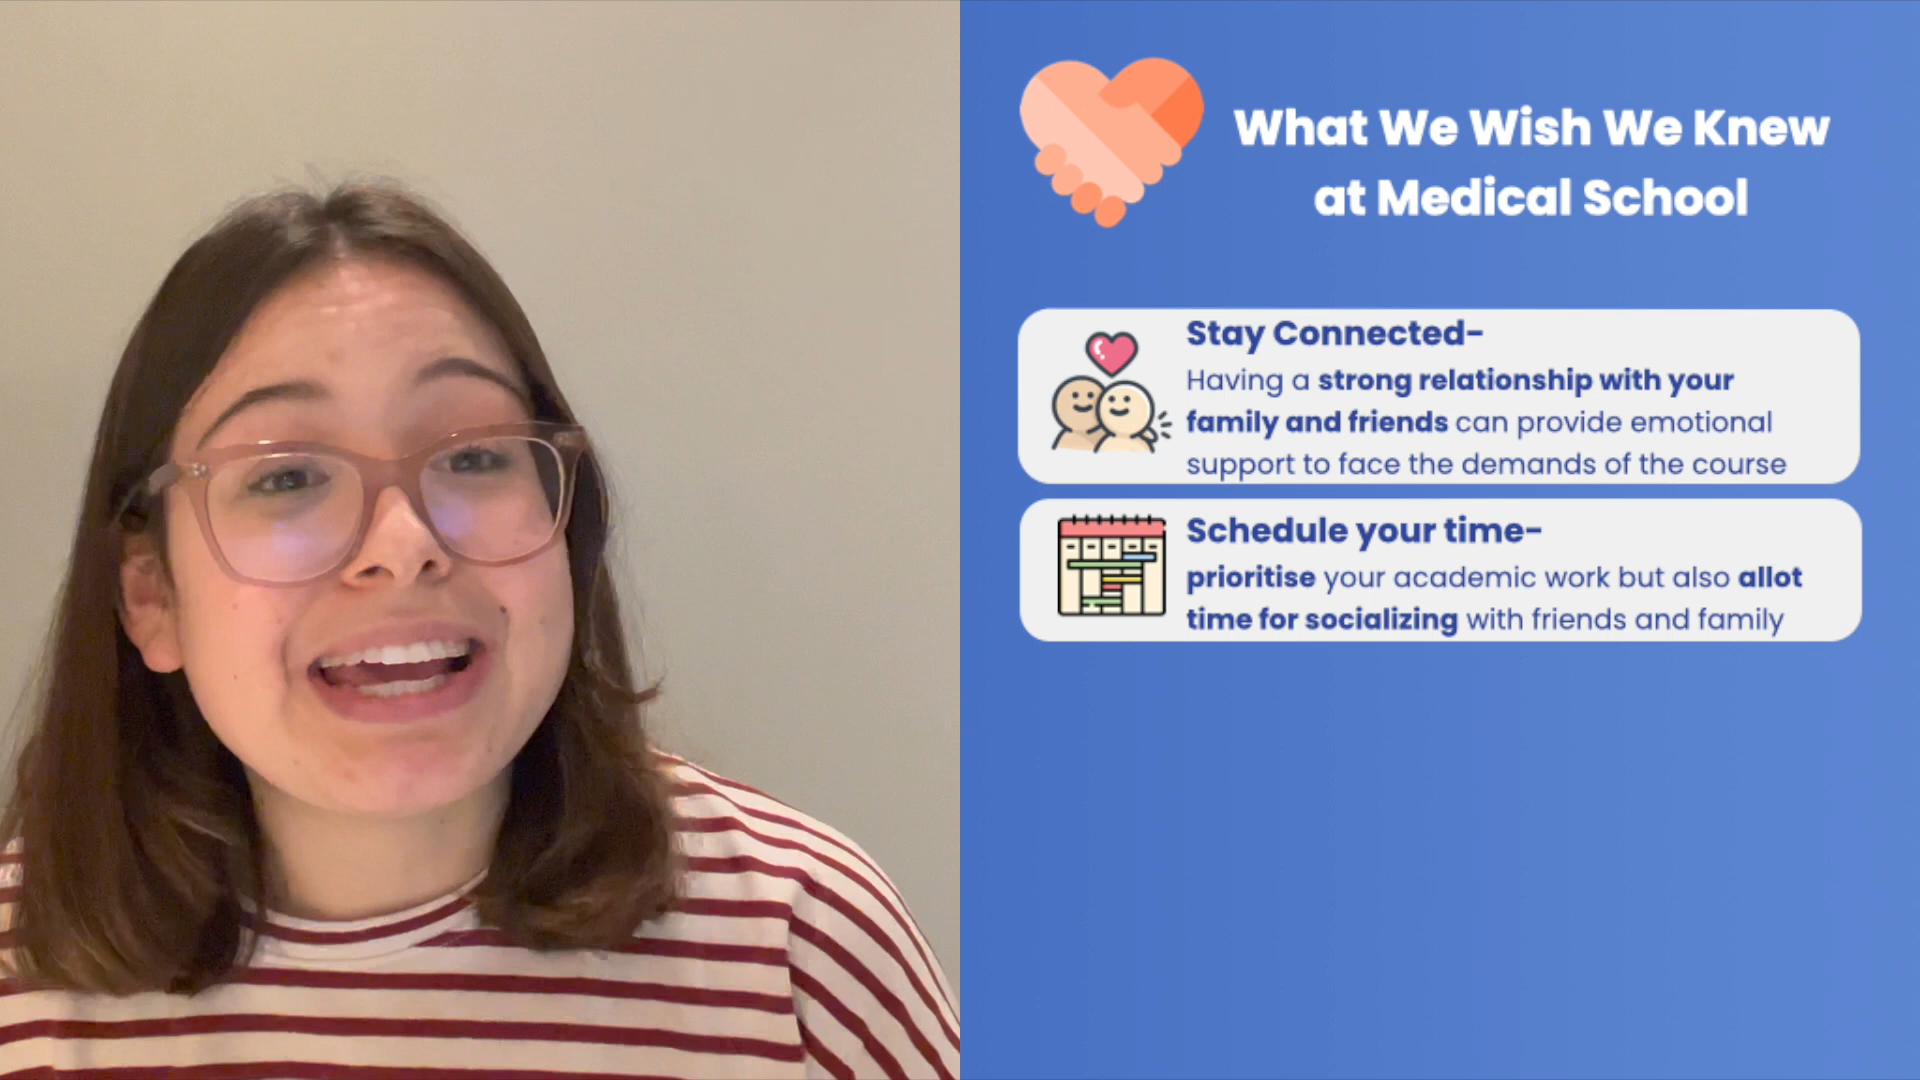 What We Wish We Knew
at Medical School
Stay Connected-
Having a strong relationship with your
family and friends can provide emotional
support to face the demands of the course
Schedule your time-
prioritise your academic work but also allot
time for socializing with friends and family